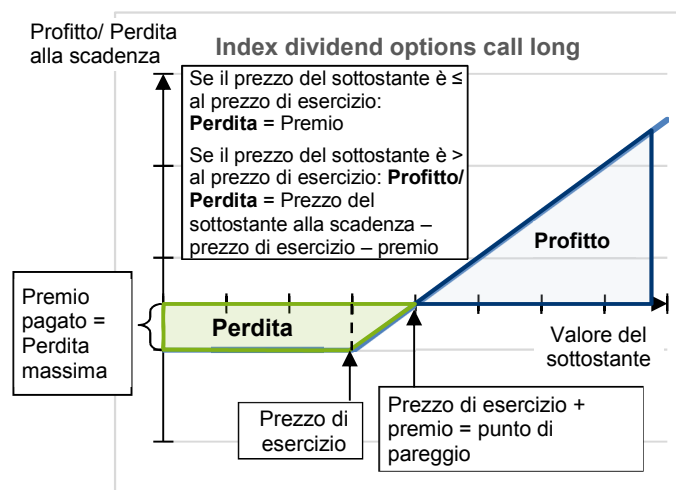 Profitto/ Perdita
alla scadenza
Index dividend options call long
Se il prezzo del sottostante è ≤
al prezzo di esercizio:
Perdita = Premio
Se il prezzo del sottostante è >
al prezzo di esercizio: Profitto/
Perdita = Prezzo del
sottostante alla scadenza –
prezzo di esercizio – premio
Profitto
Premio
pagato =
Perdita
massima
Perdita
Valore del
sottostante
Prezzo di
esercizio
Prezzo di esercizio +
premio = punto di
pareggio